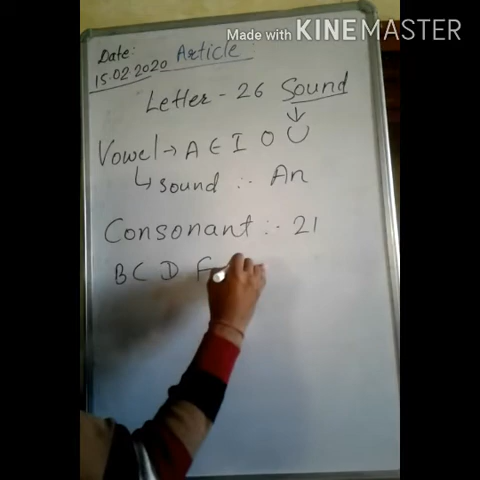 Made with KINEMASTER
Date: Article :
15.02.2020
Letter - 26 Sound
Vowel → A E I O U
sound :- An
Consonant :- 21
B C D F